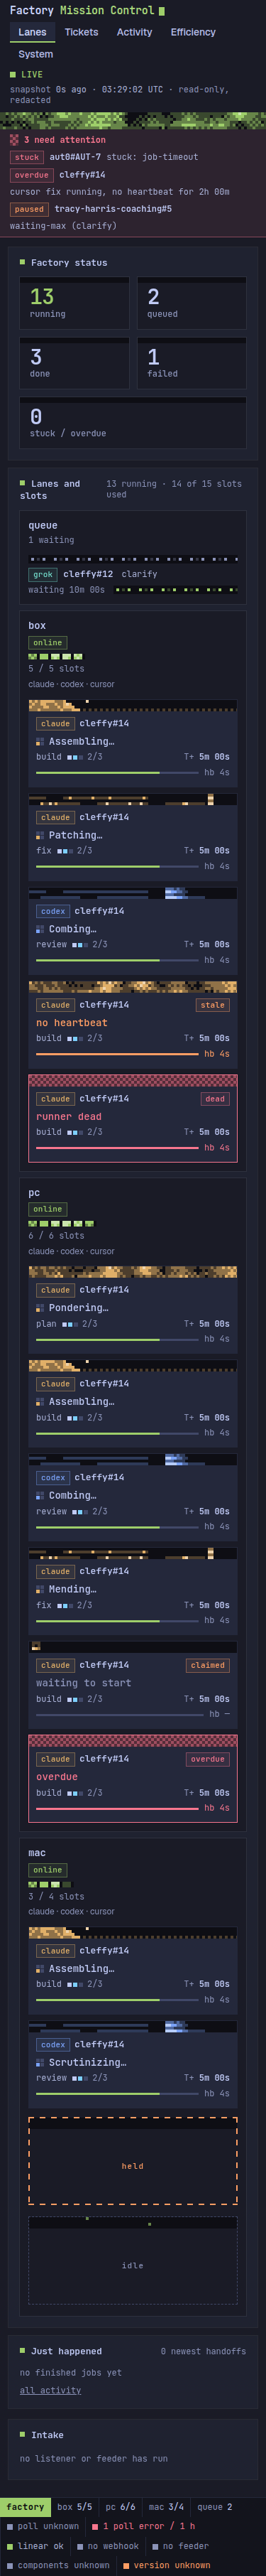 Factory Mission Control
Lanes Tickets Activity Efficiency
System
LIVE
snapshot 0s ago · 03:29:02 UTC · read-only,
redacted
3 need attention
stuck aut0#AUT-7 stuck: job-timeout
overdue cleffy#14
cursor fix running, no heartbeat for 2h 00m
paused tracy-harris-coaching#5
waiting-max (clarify)
Factory status
13
running
2
queued
3
done
1
failed
0
stuck / overdue
Lanes and slots
13 running · 14 of 15 slots used
queue
1 waiting
grok cleffy#12 clarify
waiting 10m 00s
box
online
5 / 5 slots
claude · codex · cursor
claude cleffy#14
Assembling…
build 2/3 T+ 5m 00s
hb 4s
claude cleffy#14
Patching…
fix 2/3 T+ 5m 00s
hb 4s
codex cleffy#14
Combing…
review 2/3 T+ 5m 00s
hb 4s
claude cleffy#14 stale
no heartbeat
build 2/3 T+ 5m 00s
hb 4s
claude cleffy#14 dead
runner dead
build 2/3 T+ 5m 00s
hb 4s
pc
online
6 / 6 slots
claude · codex · cursor
claude cleffy#14
Pondering…
plan 2/3 T+ 5m 00s
hb 4s
claude cleffy#14
Assembling…
build 2/3 T+ 5m 00s
hb 4s
codex cleffy#14
Combing…
review 2/3 T+ 5m 00s
hb 4s
claude cleffy#14
Mending…
fix 2/3 T+ 5m 00s
hb 4s
claude cleffy#14 claimed
waiting to start
build 2/3 T+ 5m 00s
hb —
claude cleffy#14 overdue
overdue
build 2/3 T+ 5m 00s
hb 4s
mac
online
3 / 4 slots
claude · codex · cursor
claude cleffy#14
Assembling…
build 2/3 T+ 5m 00s
hb 4s
codex cleffy#14
Scrutinizing…
review 2/3 T+ 5m 00s
hb 4s
held
idle
Just happened 0 newest handoffs
no finished jobs yet
all activity
Intake
no listener or feeder has run
factory box 5/5 pc 6/6 mac 3/4 queue 2
poll unknown 1 poll error / 1 h
linear ok no webhook no feeder
components unknown version unknown